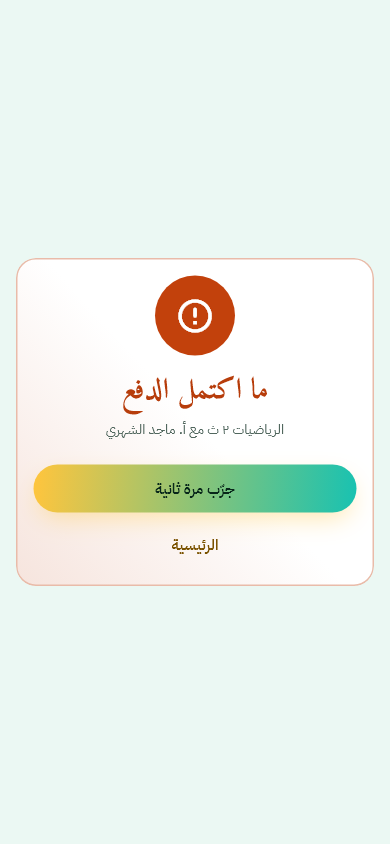 ما اكتمل الدفع
الرياضيات ٢ ث مع أ. ماجد الشهري
جرّب مرة ثانية
الرئيسية